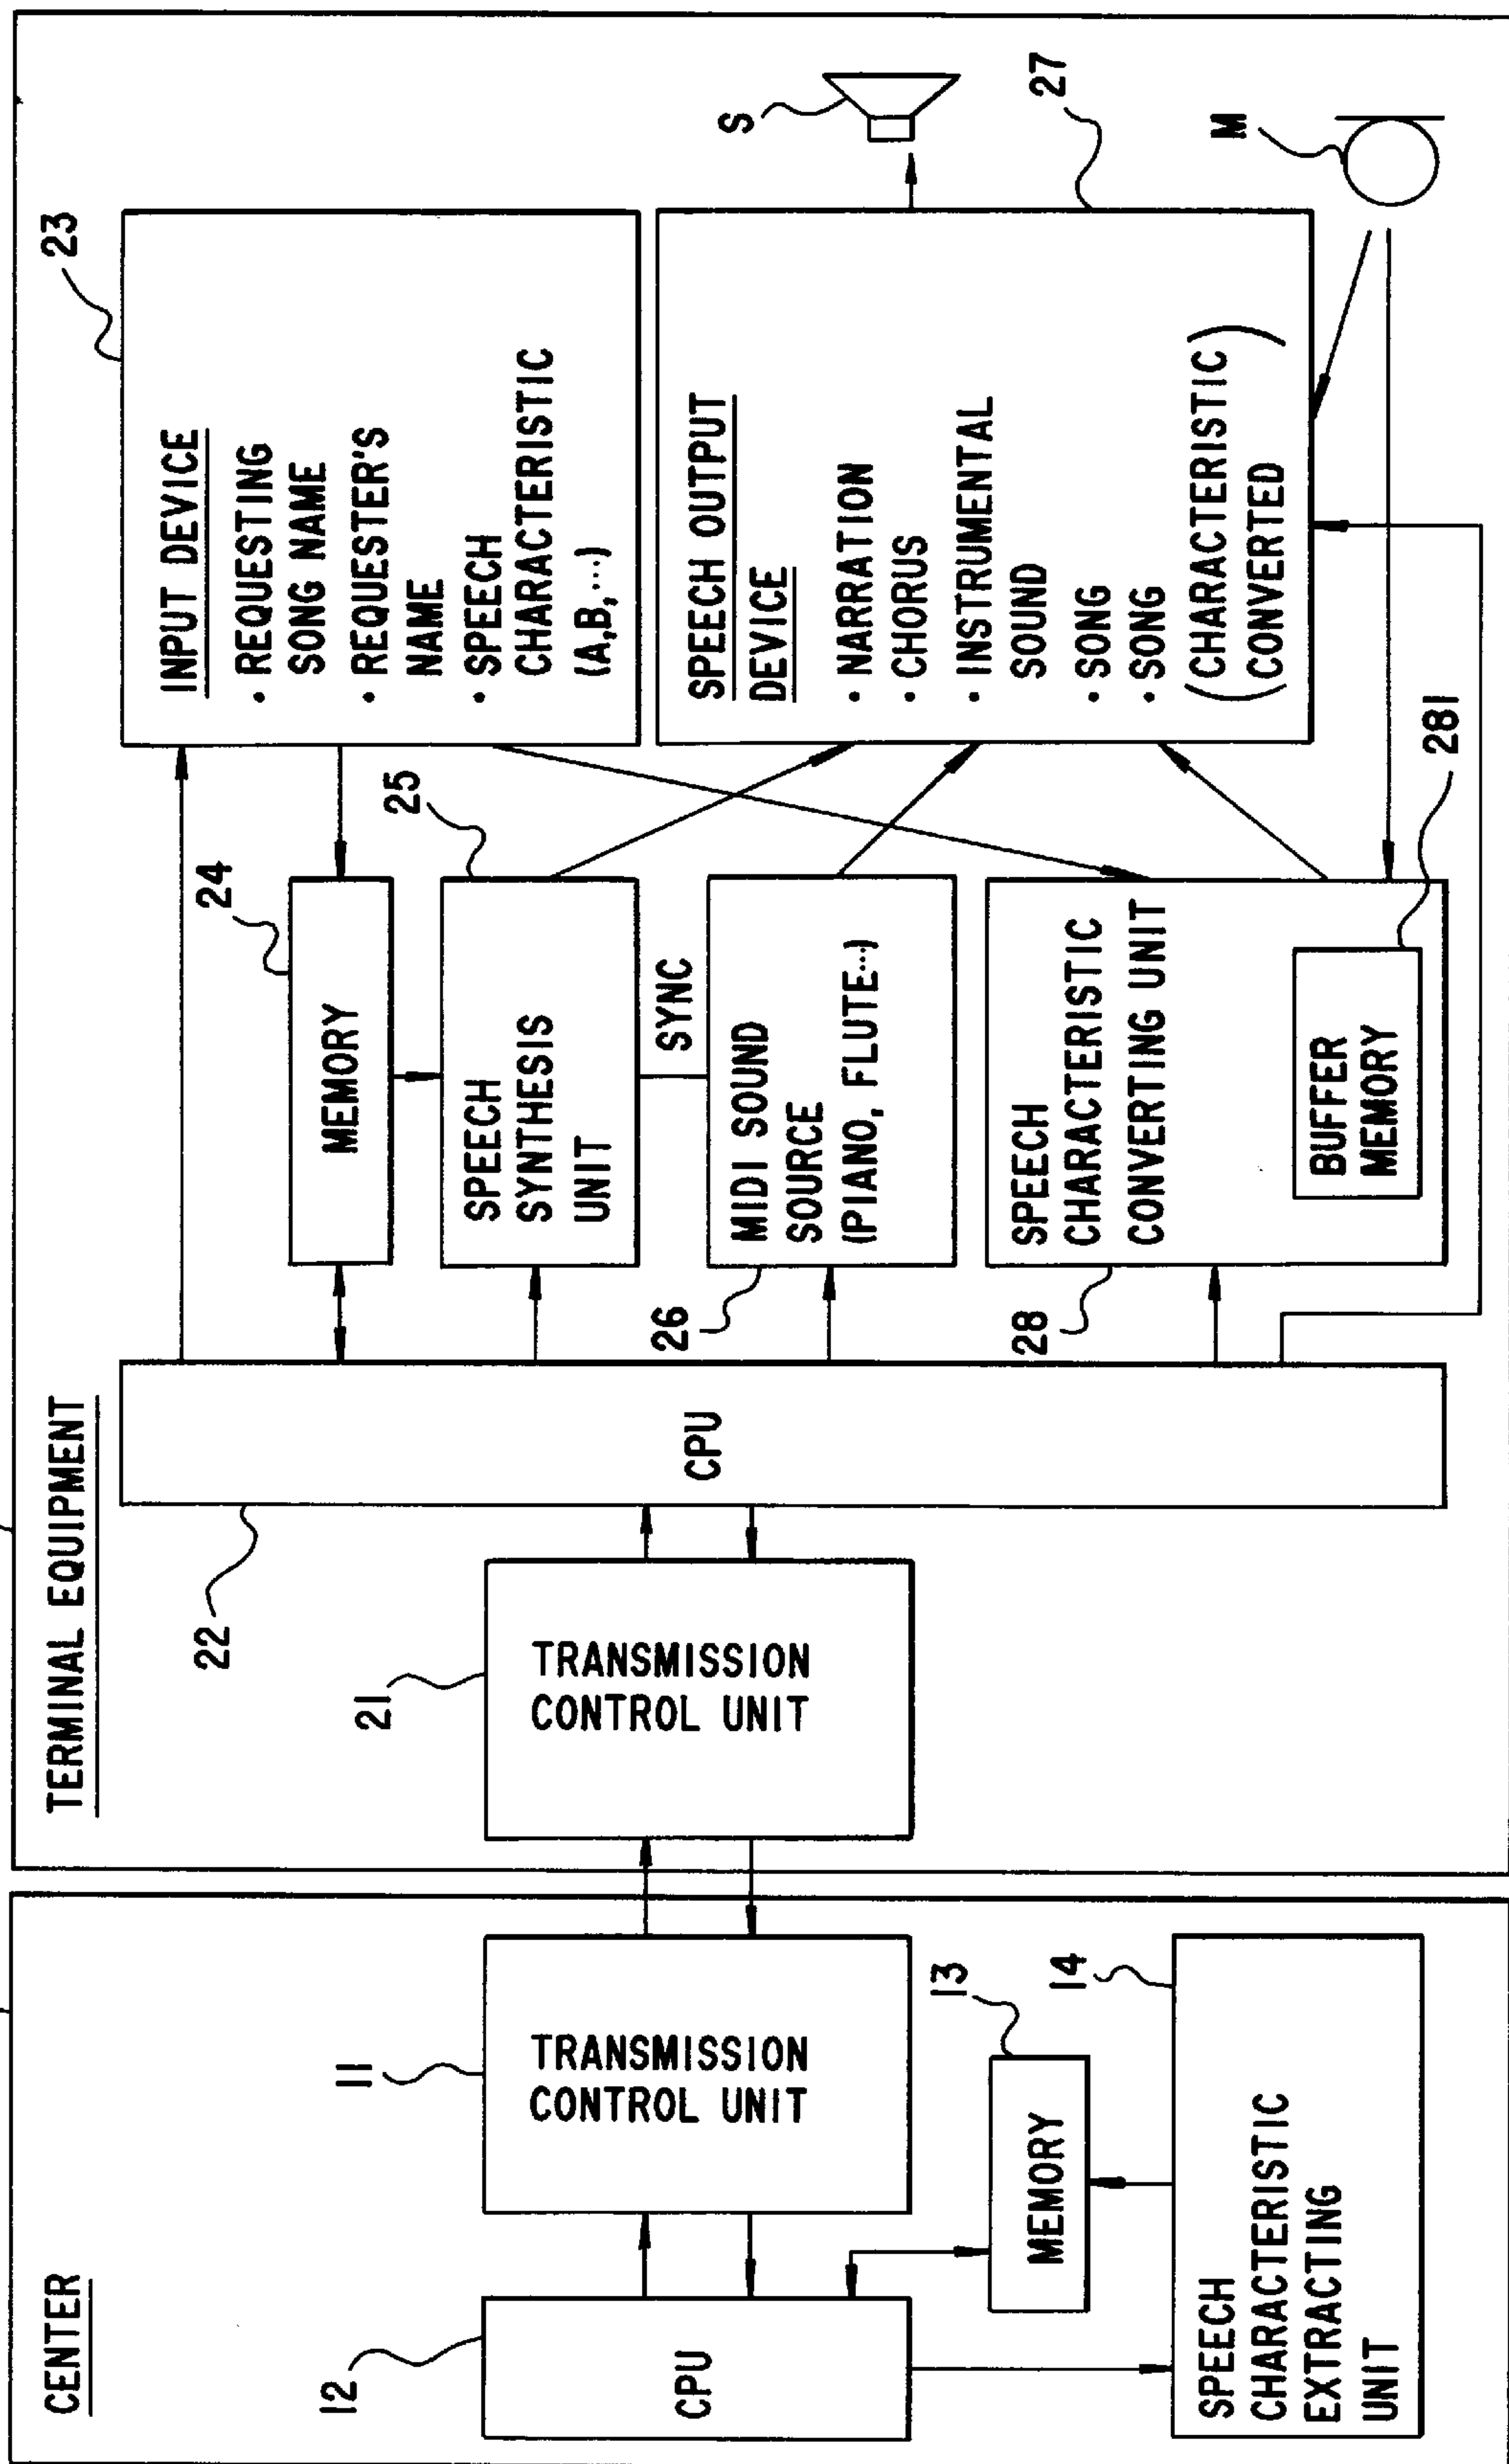 CENTER
12
CPU
11
TRANSMISSION
CONTROL UNIT
13
MEMORY
14
SPEECH
CHARACTERISTIC
EXTRACTING
UNIT
TERMINAL EQUIPMENT
21
TRANSMISSION
CONTROL UNIT
22
CPU
23
INPUT DEVICE
· REQUESTING
SONG NAME
· REQUESTER'S
NAME
· SPEECH
CHARACTERISTIC
(A,B,…)
24
MEMORY
25
SPEECH
SYNTHESIS
UNIT
SYNC
26
MIDI SOUND
SOURCE
(PIANO, FLUTE…)
28
SPEECH
CHARACTERISTIC
CONVERTING UNIT
281
BUFFER
MEMORY
27
SPEECH OUTPUT
DEVICE
· NARRATION
· CHORUS
· INSTRUMENTAL
SOUND
· SONG
· SONG
(CHARACTERISTIC
CONVERTED)
S
M